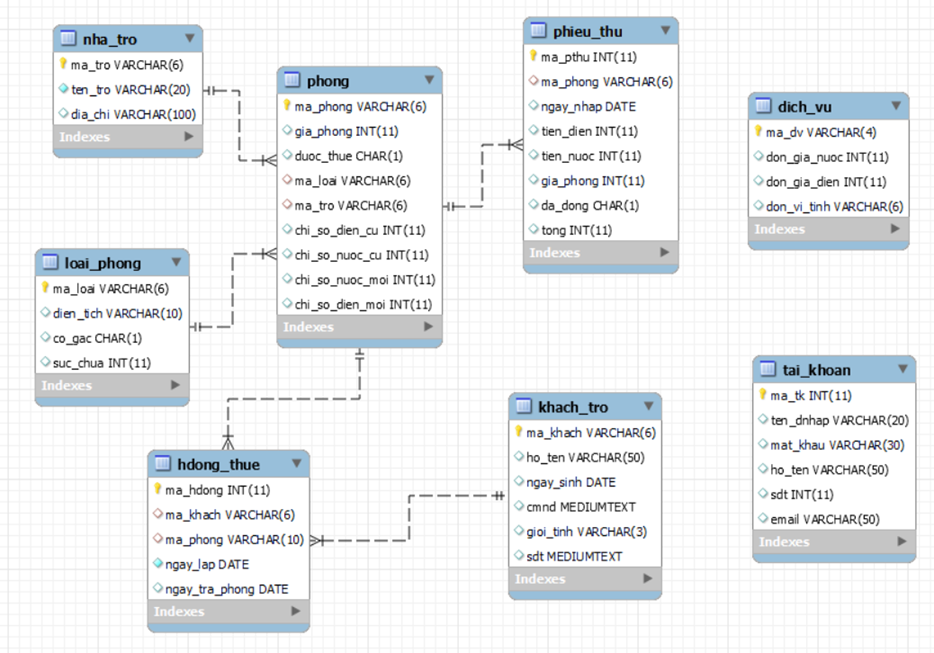 nha_tro
ma_tro VARCHAR(6)
ten_tro VARCHAR(20)
dia_chi VARCHAR(100)
Indexes
phong
ma_phong VARCHAR(6)
gia_phong INT(11)
duoc_thue CHAR(1)
ma_loai VARCHAR(6)
ma_tro VARCHAR(6)
chi_so_dien_cu INT(11)
chi_so_nuoc_cu INT(11)
chi_so_nuoc_moi INT(11)
chi_so_dien_moi INT(11)
Indexes
phieu_thu
ma_pthu INT(11)
ma_phong VARCHAR(6)
ngay_nhap DATE
tien_dien INT(11)
tien_nuoc INT(11)
gia_phong INT(11)
da_dong CHAR(1)
tong INT(11)
Indexes
dich_vu
ma_dv VARCHAR(4)
don_gia_nuoc INT(11)
don_gia_dien INT(11)
don_vi_tinh VARCHAR(6)
Indexes
loai_phong
ma_loai VARCHAR(6)
dien_tich VARCHAR(10)
co_gac CHAR(1)
suc_chua INT(11)
Indexes
hdong_thue
ma_hdong INT(11)
ma_khach VARCHAR(6)
ma_phong VARCHAR(10)
ngay_lap DATE
ngay_tra_phong DATE
Indexes
khach_tro
ma_khach VARCHAR(6)
ho_ten VARCHAR(50)
ngay_sinh DATE
cmnd MEDIUMTEXT
gioi_tinh VARCHAR(3)
sdt MEDIUMTEXT
Indexes
tai_khoan
ma_tk INT(11)
ten_dnhap VARCHAR(20)
mat_khau VARCHAR(30)
ho_ten VARCHAR(50)
sdt INT(11)
email VARCHAR(50)
Indexes